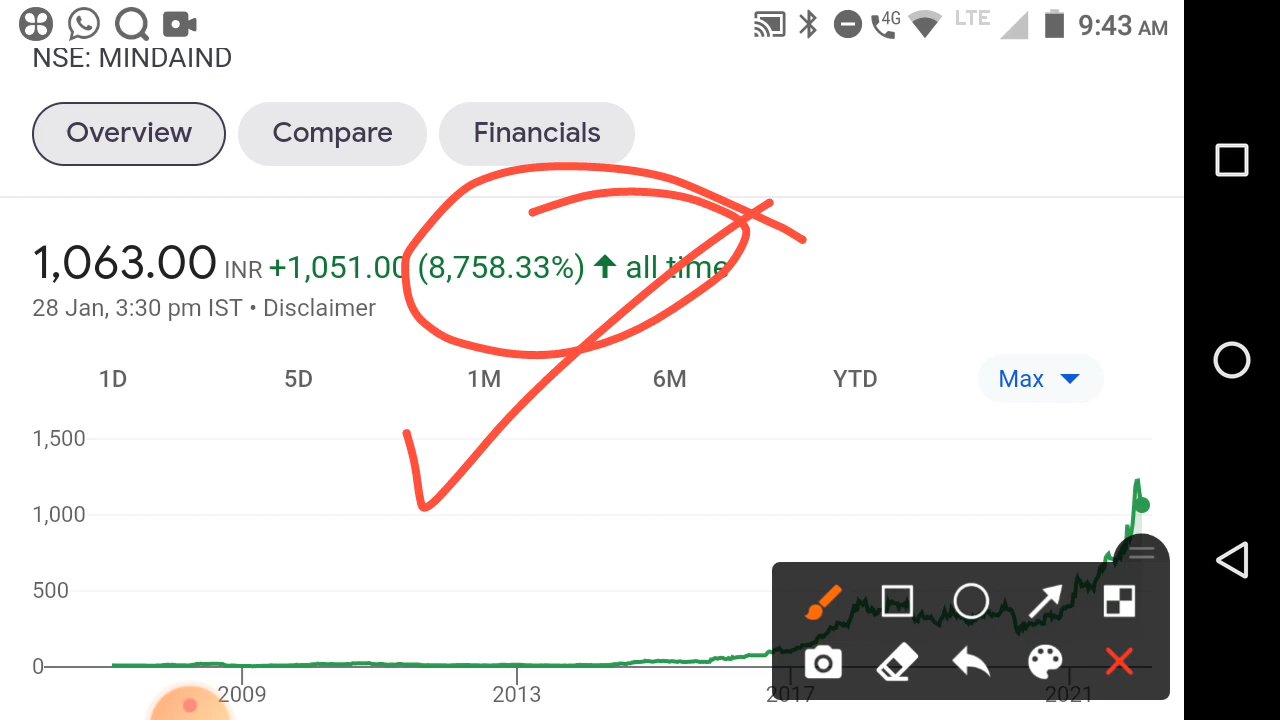 4G LTE 9:43 AM
NSE: MINDAIND
Overview Compare Financials
1,063.00 INR +1,051.00 (8,758.33%) all time
28 Jan, 3:30 pm IST • Disclaimer
1D 5D 1M 6M YTD Max
1,500
1,000
500
0
2009 2013 2017 2021